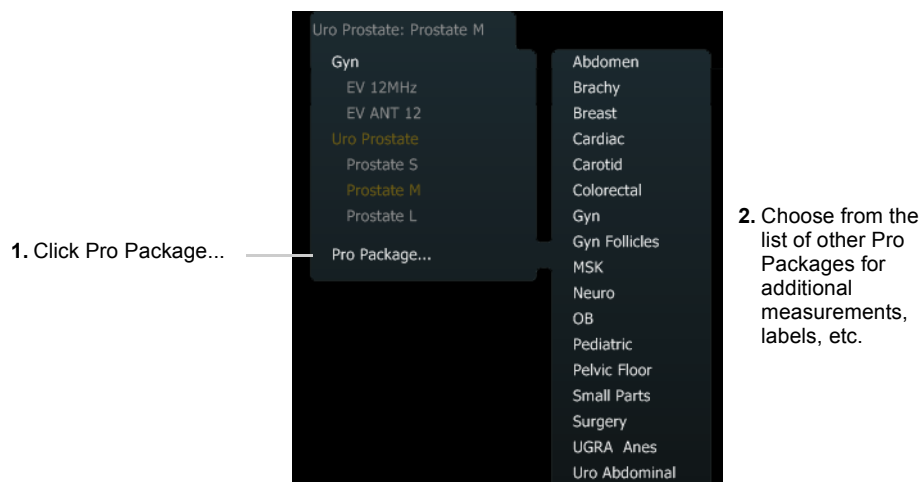 Uro Prostate: Prostate M
Gyn
EV 12MHz
EV ANT 12
Uro Prostate
Prostate S
Prostate M
Prostate L
Pro Package...
Abdomen
Brachy
Breast
Cardiac
Carotid
Colorectal
Gyn
Gyn Follicles
MSK
Neuro
OB
Pediatric
Pelvic Floor
Small Parts
Surgery
UGRA Anes
Uro Abdominal
1. Click Pro Package...
2. Choose from the
list of other Pro
Packages for
additional
measurements,
labels, etc.